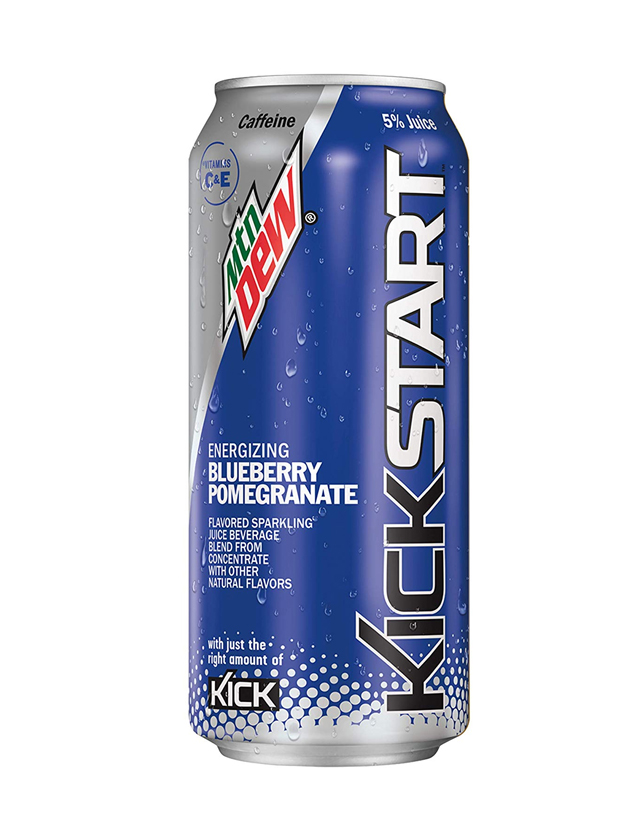 Caffeine
5% Juice
VITAMINS
C&E
Mtn
DEW®
KICKSTART
ENERGIZING
BLUEBERRY
POMEGRANATE
FLAVORED SPARKLING
JUICE BEVERAGE
BLEND FROM
CONCENTRATE
WITH OTHER
NATURAL FLAVORS
with just the
right amount of
KICK